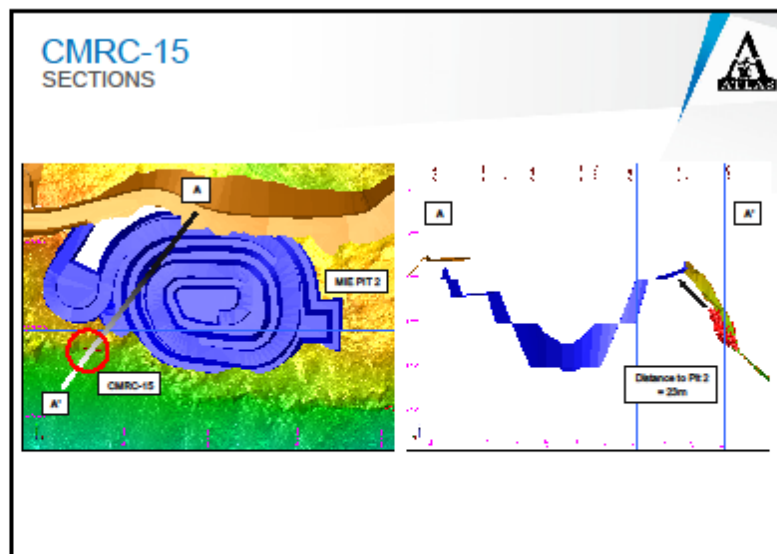 CMRC-15
SECTIONS
ATLAS
A
MIE PIT 2
CMRC-15
A'
A
A'
Distance to Pit 2
= 23m